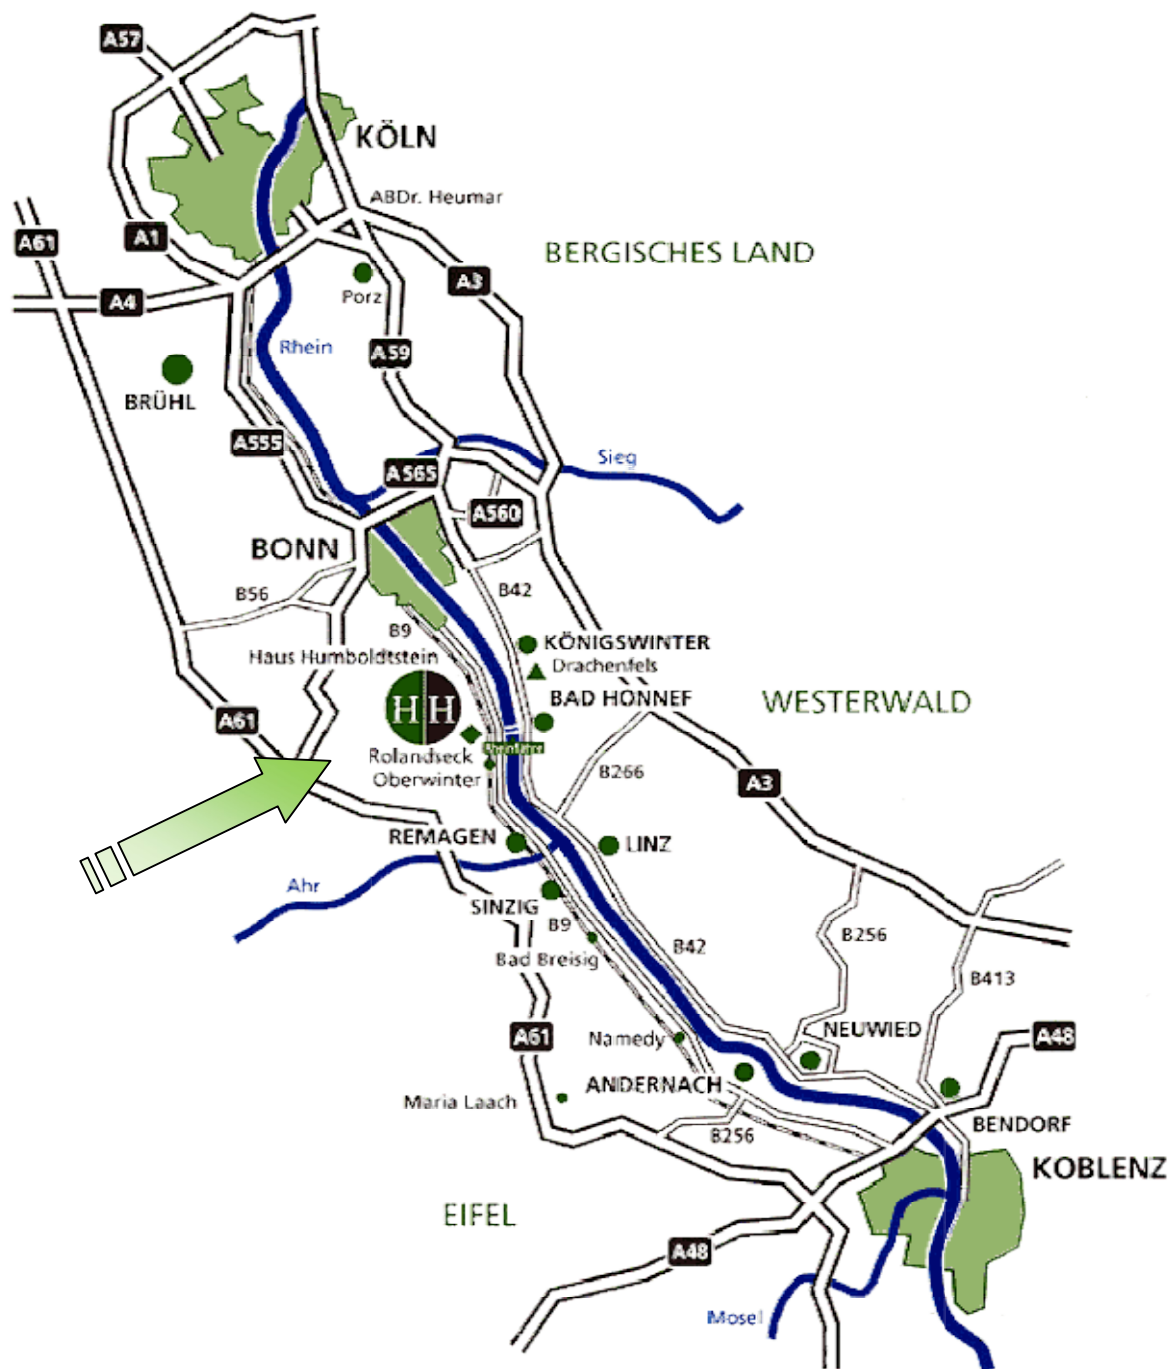 A57
KÖLN
ABDr. Heumar
A61
A1
BERGISCHES LAND
A3
A4
Porz
Rhein
A59
BRÜHL
A555
Sieg
A565
A560
BONN
B56
B42
B9
KÖNIGSWINTER
Haus Humboldtstein
Drachenfels
BAD HONNEF
WESTERWALD
HH
A61
Rolandseck
Rheinfähre
Oberwinter
B266
A3
REMAGEN
LINZ
Ahr
SINZIG
B9
B42
B256
Bad Breisig
B413
A61
Namedy
NEUWIED
A48
ANDERNACH
Maria Laach
BENDORF
B256
KOBLENZ
EIFEL
A48
Mosel